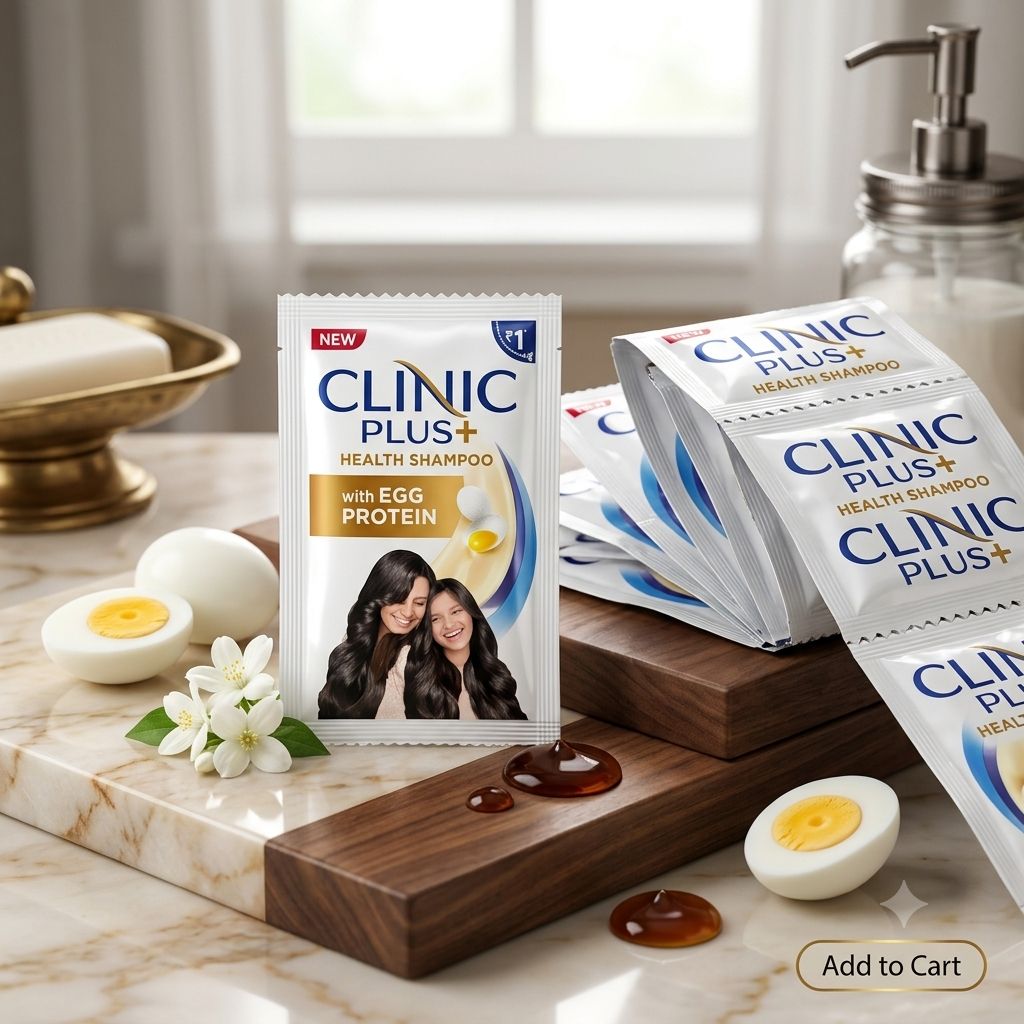 NEW
₹1
CLINIC
PLUS+
HEALTH SHAMPOO
with EGG
PROTEIN
NEW
CLINIC
PLUS+
HEALTH SHAMPOO
CLINIC
PLUS+
HEALTH SHAMPOO
CLINIC
PLUS+
Add to Cart